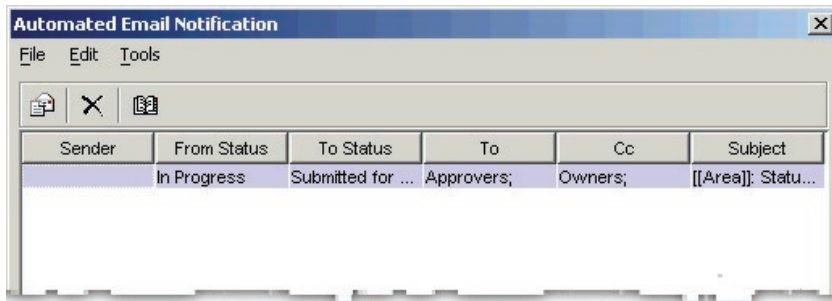 Automated Email Notification
File Edit Tools
Sender From Status To Status To Cc Subject
In Progress Submitted for ... Approvers; Owners; [[Area]]: Statu...